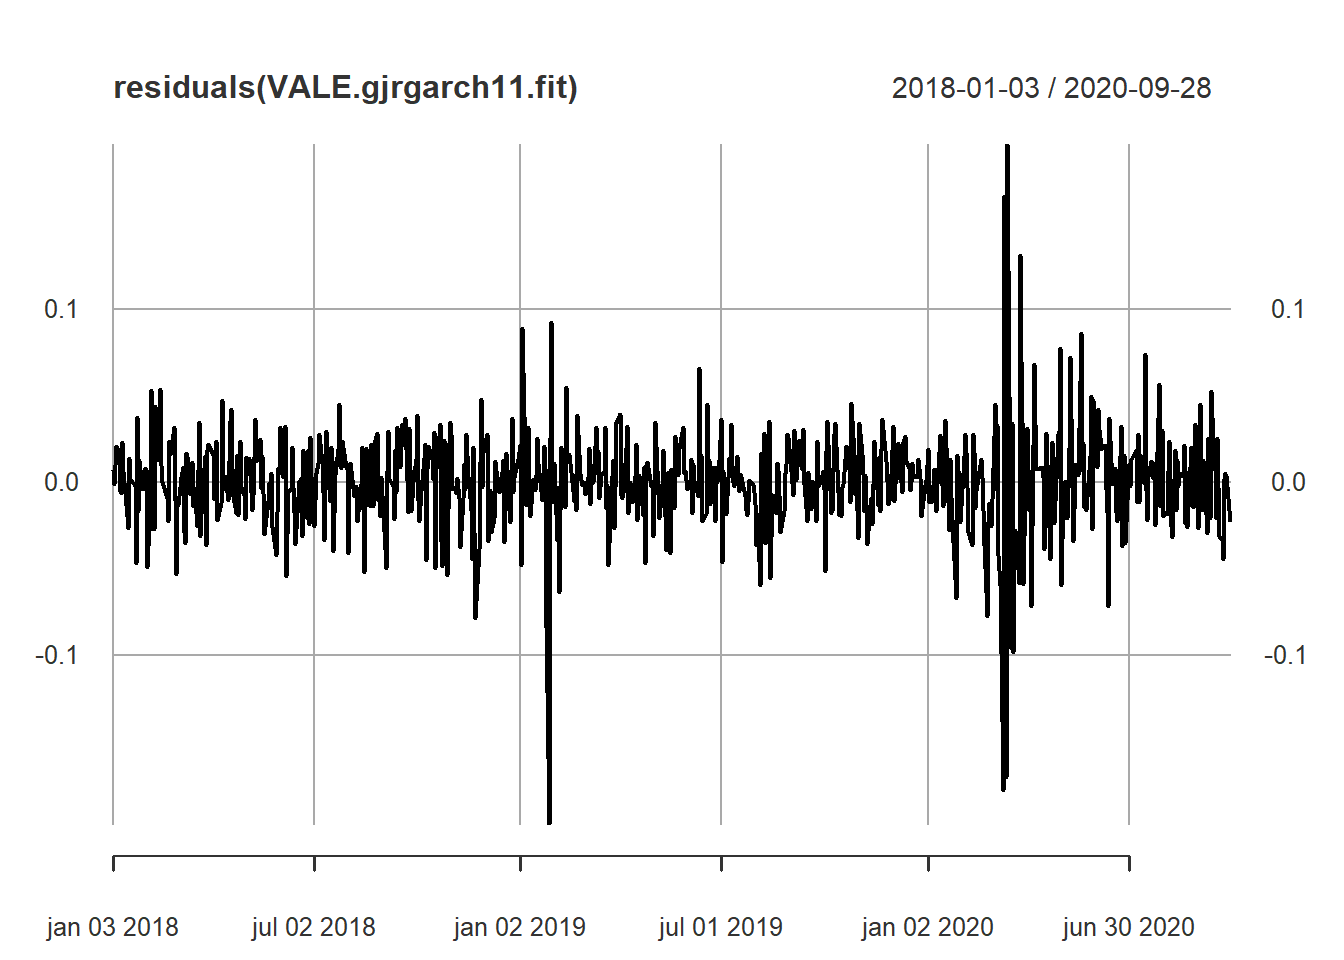 residuals(VALE.gjrgarch11.fit) 2018-01-03 / 2020-09-28
0.1 0.1
0.0 0.0
-0.1 -0.1
jan 03 2018 jul 02 2018 jan 02 2019 jul 01 2019 jan 02 2020 jun 30 2020